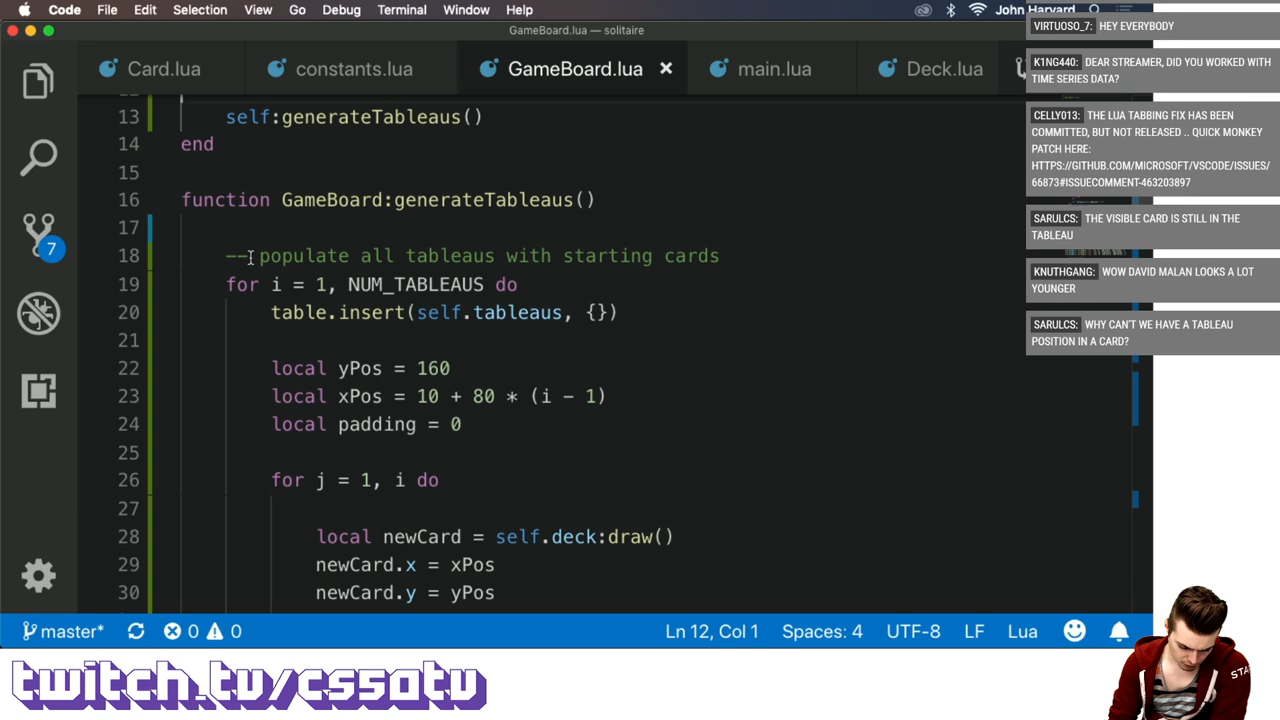 Code File Edit Selection View Go Debug Terminal Window Help
John Harvard
GameBoard.lua — solitaire
Card.lua
constants.lua
GameBoard.lua
main.lua
Deck.lua
13 self:generateTableaus()
14 end
15
16 function GameBoard:generateTableaus()
17
18 -- populate all tableaus with starting cards
19 for i = 1, NUM_TABLEAUS do
20 table.insert(self.tableaus, {})
21
22 local yPos = 160
23 local xPos = 10 + 80 * (i - 1)
24 local padding = 0
25
26 for j = 1, i do
27
28 local newCard = self.deck:draw()
29 newCard.x = xPos
30 newCard.y = yPos
7
master*
0
0
Ln 12, Col 1
Spaces: 4
UTF-8
LF
Lua
VIRTUOSO_7: HEY EVERYBODY
K1NG440: DEAR STREAMER, DID YOU WORKED WITH
TIME SERIES DATA?
CELLY013: THE LUA TABBING FIX HAS BEEN
COMMITTED, BUT NOT RELEASED .. QUICK MONKEY
PATCH HERE:
HTTPS://GITHUB.COM/MICROSOFT/VSCODE/ISSUES/
66873#ISSUECOMMENT-463203897
SARULCS: THE VISIBLE CARD IS STILL IN THE
TABLEAU
KNUTHGANG: WOW DAVID MALAN LOOKS A LOT
YOUNGER
SARULCS: WHY CAN'T WE HAVE A TABLEAU
POSITION IN A CARD?
twitch.tv/cs50tv